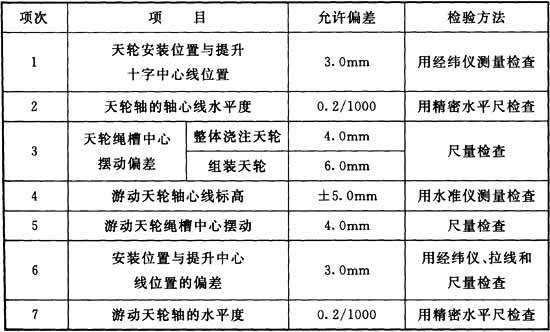 项次 项目 允许偏差 检验方法
1 天轮安装位置与提升
十字中心线位置 3.0mm 用经纬仪测量检查
2 天轮轴的轴心线水平度 0.2/1000 用精密水平尺检查
3 天轮绳槽中心
摆动偏差 整体浇注天轮 4.0mm 尺量检查
组装天轮 6.0mm
4 游动天轮轴心线标高 ±5.0mm 用水准仪测量检查
5 游动天轮绳槽中心摆动 4.0mm 尺量检查
6 安装位置与提升中心
线位置的偏差 3.0mm 用经纬仪、拉线和
尺量检查
7 游动天轮轴的水平度 0.2/1000 用精密水平尺检查